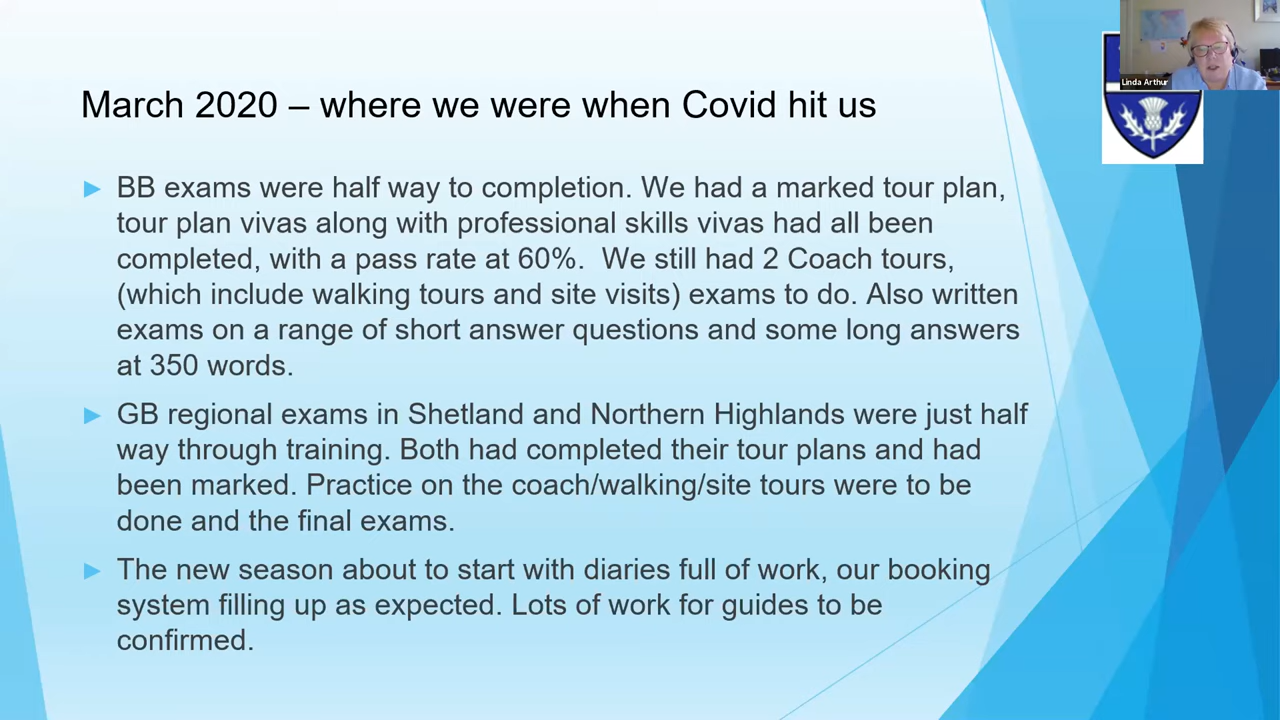 March 2020 – where we were when Covid hit us
Linda Arthur
BB exams were half way to completion. We had a marked tour plan,
tour plan vivas along with professional skills vivas had all been
completed, with a pass rate at 60%. We still had 2 Coach tours,
(which include walking tours and site visits) exams to do. Also written
exams on a range of short answer questions and some long answers
at 350 words.
GB regional exams in Shetland and Northern Highlands were just half
way through training. Both had completed their tour plans and had
been marked. Practice on the coach/walking/site tours were to be
done and the final exams.
The new season about to start with diaries full of work, our booking
system filling up as expected. Lots of work for guides to be
confirmed.